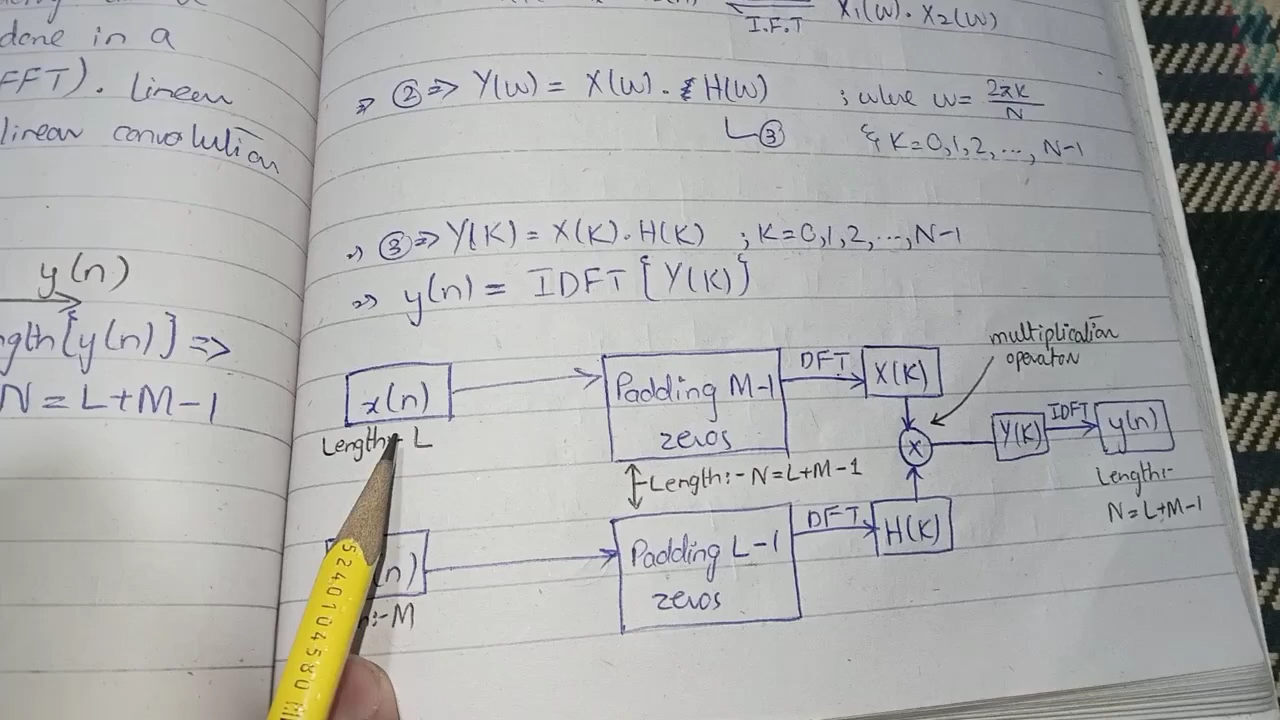 done in a
FFT). Linear
linear convolution
y(n)
ngth[y(n)] =>
N = L+M-1
I.F.T X1(w). X2(w)
=> ② => Y(w) = X(w). H(w) ; where w = 2πk/N
③ & K=0,1,2,..., N-1
=> ③ => Y(K) = X(K). H(K) ; K=0,1,2,...,N-1
=> y(n) = IDFT [Y(K)]
multiplication
operation
x(n) Padding M-1 zeros DFT X(K)
Length:- L
× Y(K) IDFT y(n)
Length:- N=L+M-1
Length:-
N=L+M-1
(n) Padding L-1 zeros DFT H(K)
:-M
5240104580